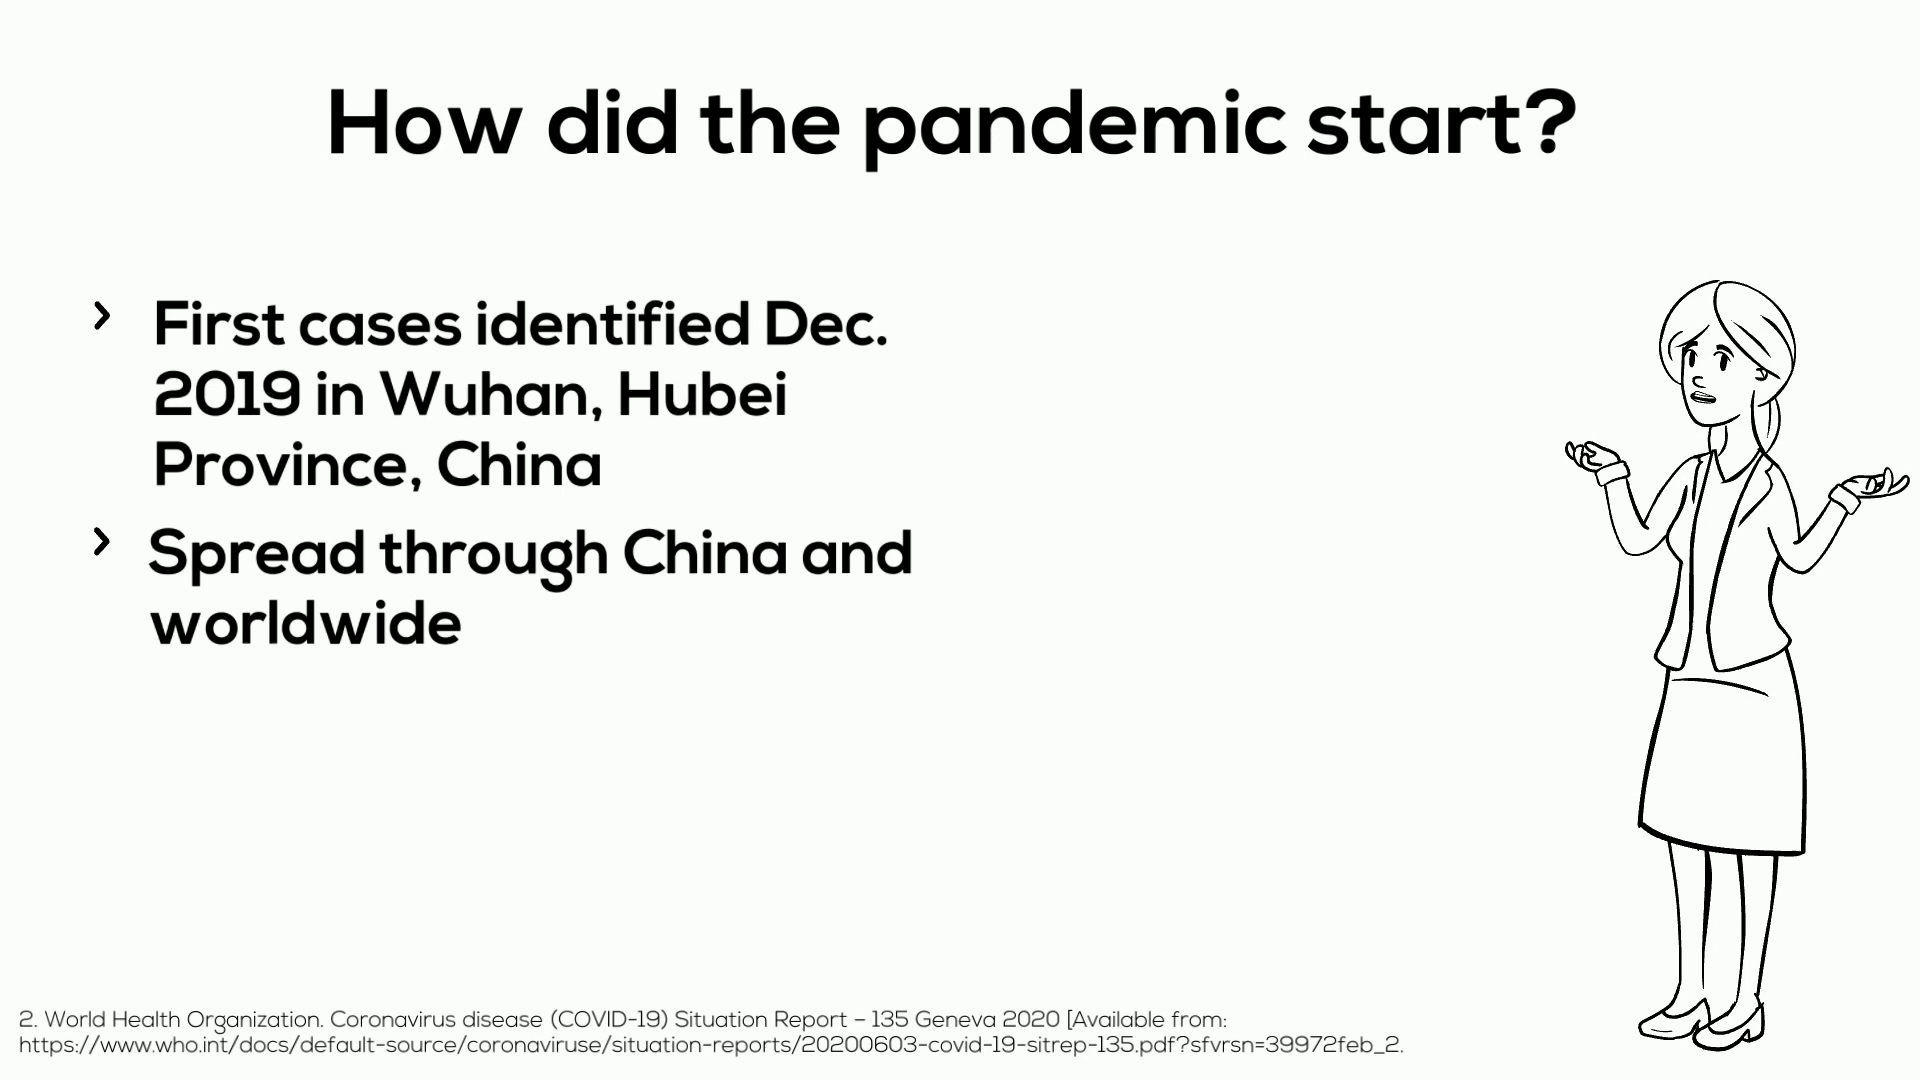 How did the pandemic start?
› First cases identified Dec.
2019 in Wuhan, Hubei
Province, China
› Spread through China and
worldwide
2. World Health Organization. Coronavirus disease (COVID-19) Situation Report – 135 Geneva 2020 [Available from:
https://www.who.int/docs/default-source/coronaviruse/situation-reports/20200603-covid-19-sitrep-135.pdf?sfvrsn=39972feb_2.